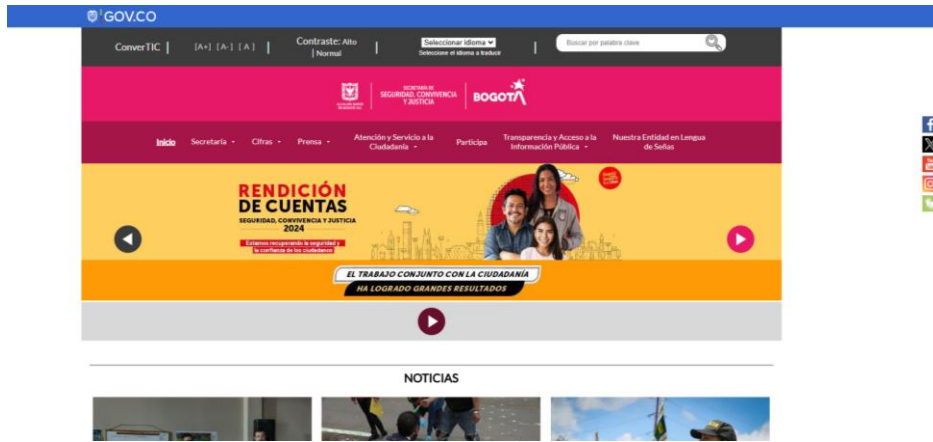 GOV.CO
ConverTIC |
[A+] [A-] [A]
Contraste: Alto
| Normal
Seleccionar idioma
Seleccione el idioma a traducir
Buscar por palabra clave
SECRETARÍA DE
SEGURIDAD, CONVIVENCIA
Y JUSTICIA
BOGOTÁ
Inicio
Secretaría
Cifras
Prensa
Atención y Servicio a la
Ciudadanía
Participa
Transparencia y Acceso a la
Información Pública
Nuestra Entidad en Lengua
de Señas
RENDICIÓN
DE CUENTAS
SEGURIDAD, CONVIVENCIA Y JUSTICIA
2024
Estamos recuperando la seguridad y
la confianza de los ciudadanos
EL TRABAJO CONJUNTO CON LA CIUDADANÍA
HA LOGRADO GRANDES RESULTADOS
NOTICIAS